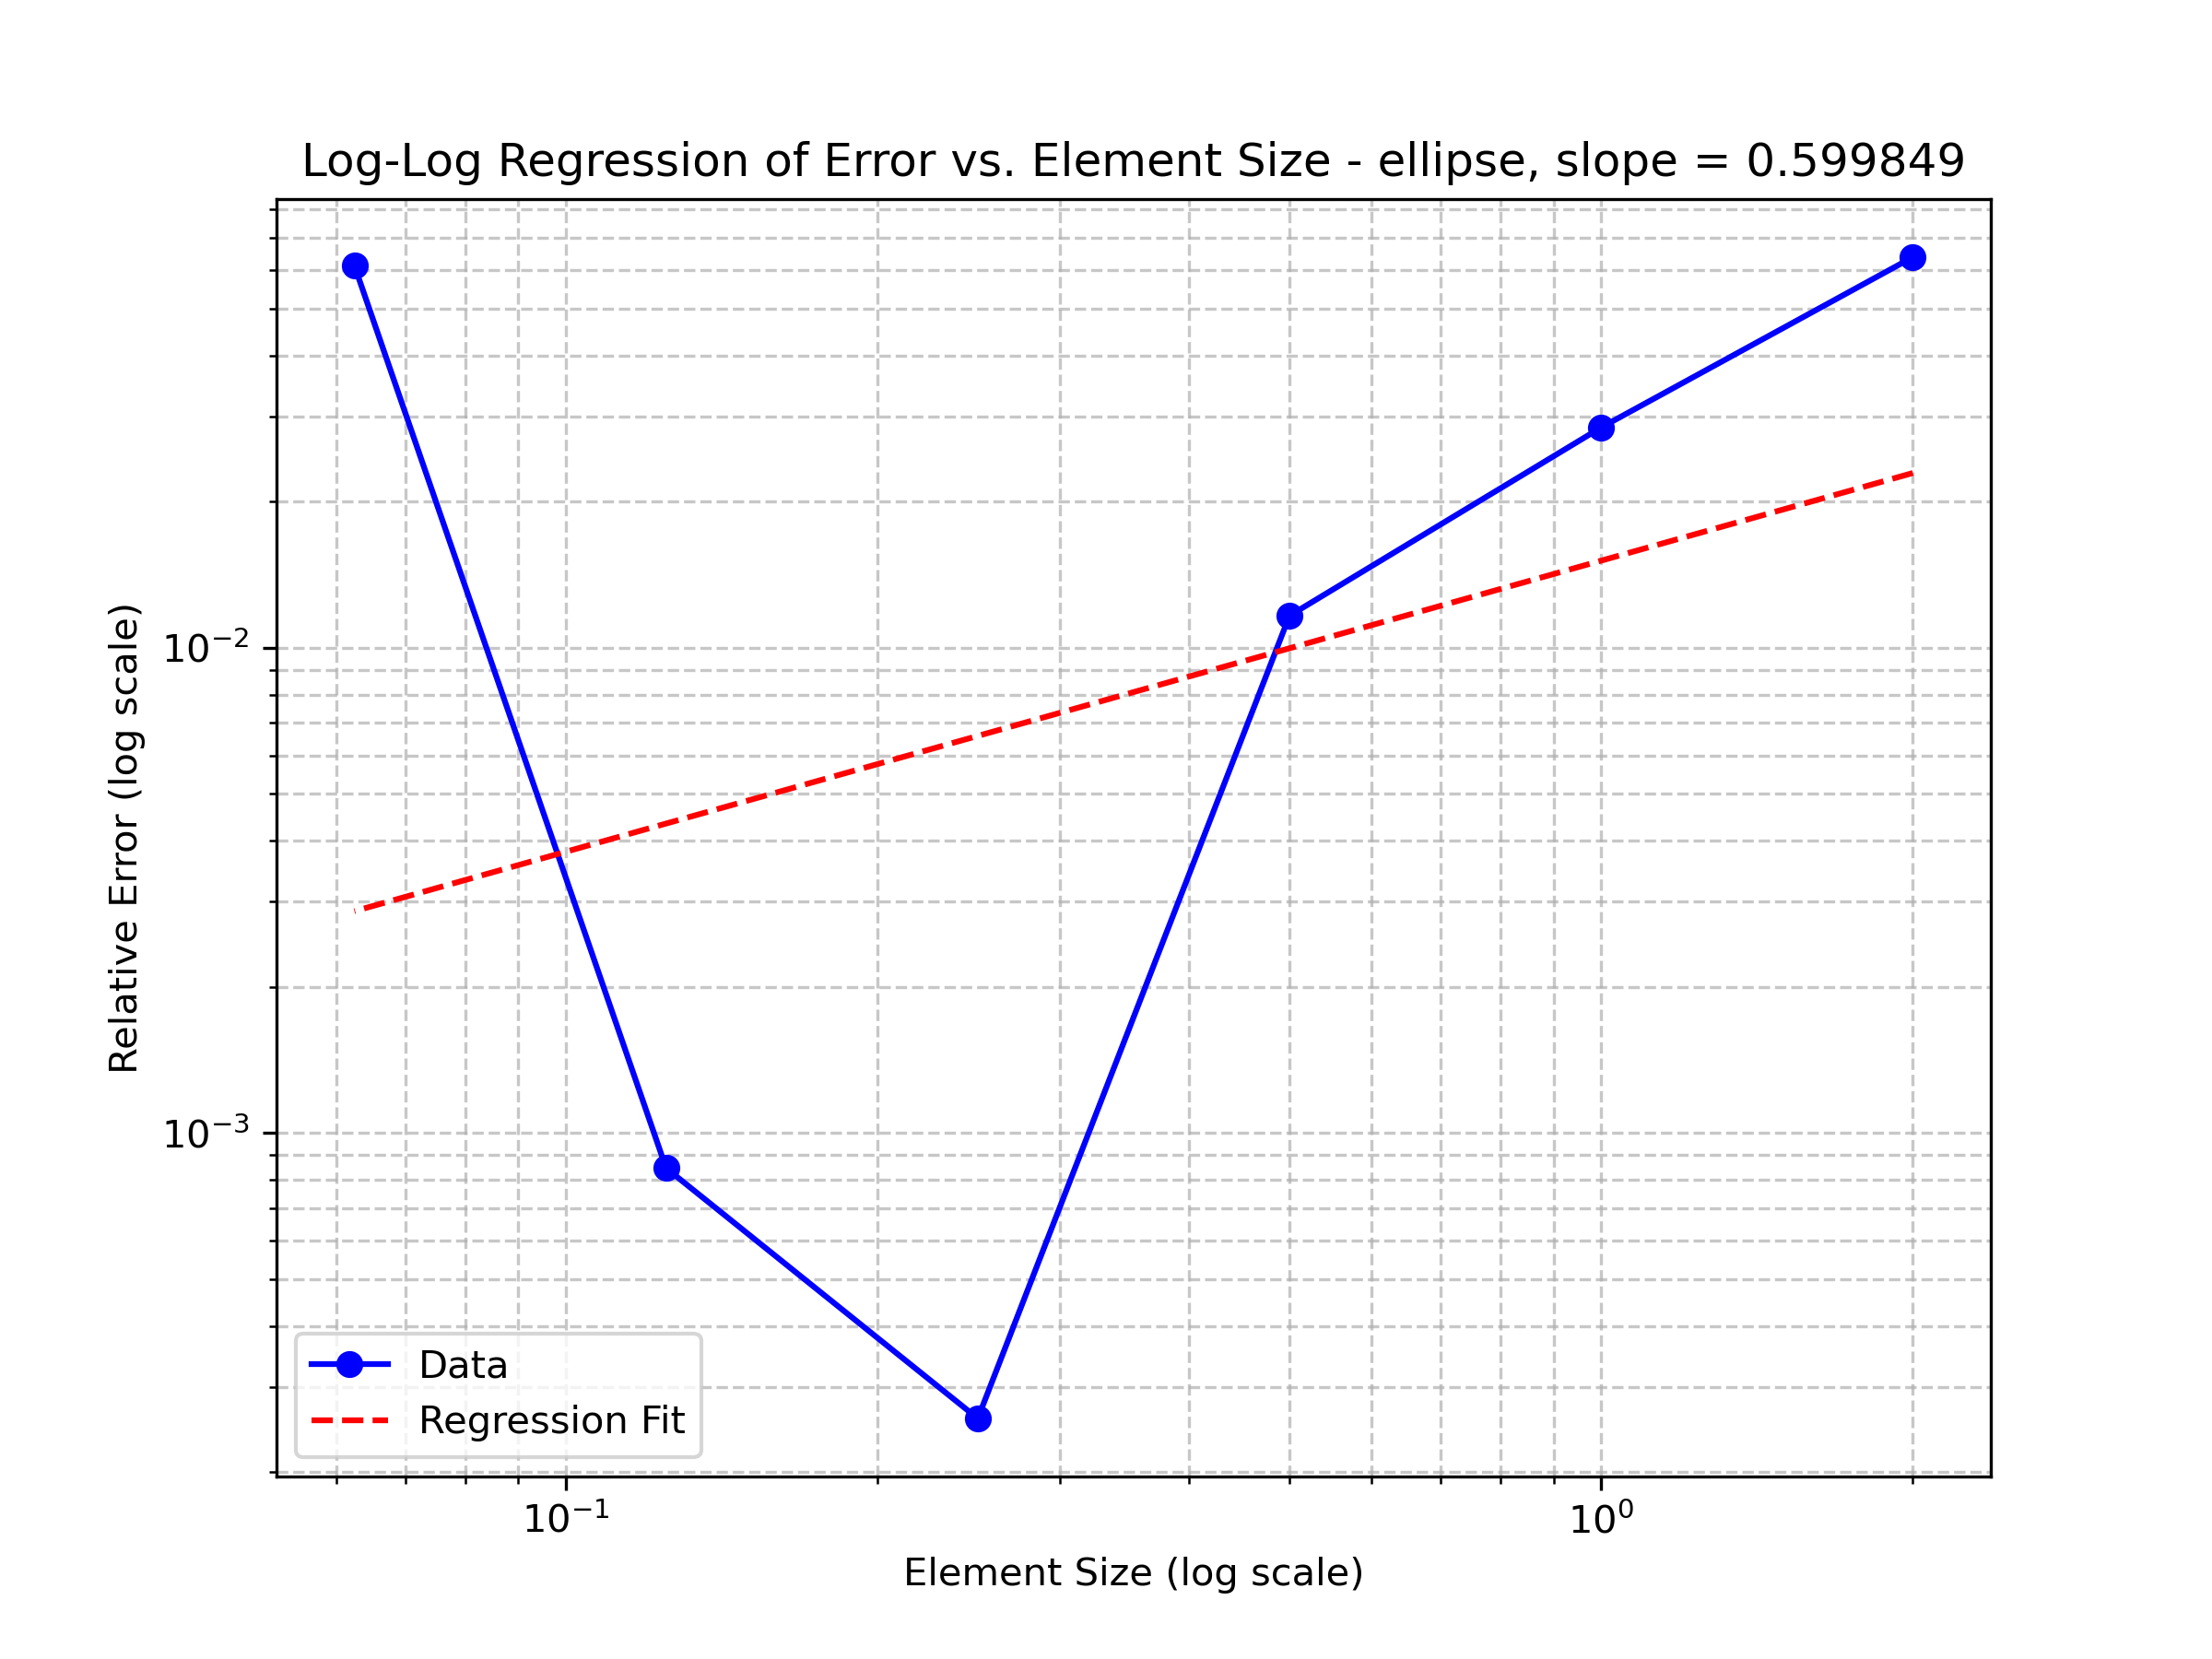 Log-Log Regression of Error vs. Element Size - ellipse, slope = 0.599849
Relative Error (log scale)
10⁻²
10⁻³
Data
Regression Fit
10⁻¹
10⁰
Element Size (log scale)